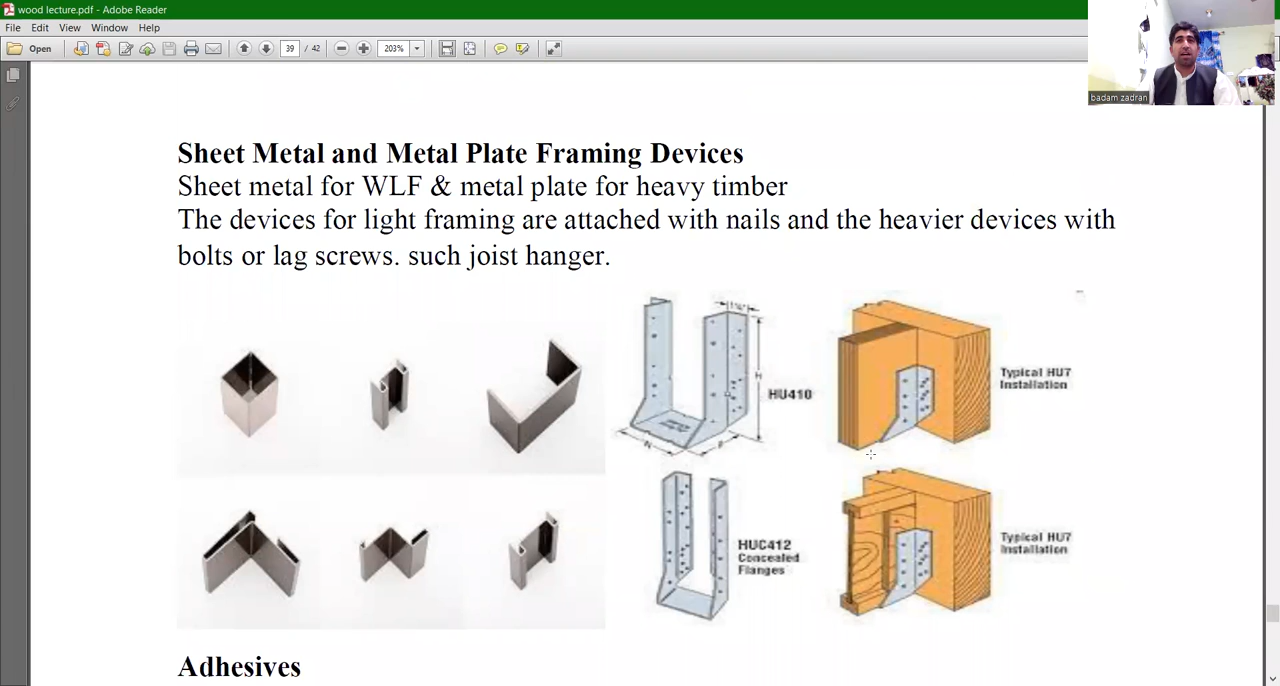 wood lecture.pdf - Adobe Reader
File Edit View Window Help
Open 39 / 42 203%
badam zadran
Sheet Metal and Metal Plate Framing Devices
Sheet metal for WLF & metal plate for heavy timber
The devices for light framing are attached with nails and the heavier devices with
bolts or lag screws. such joist hanger.
H
HU410
W
Typical HU7
Installation
HUC412
Concealed
Flanges
Typical HU7
Installation
Adhesives